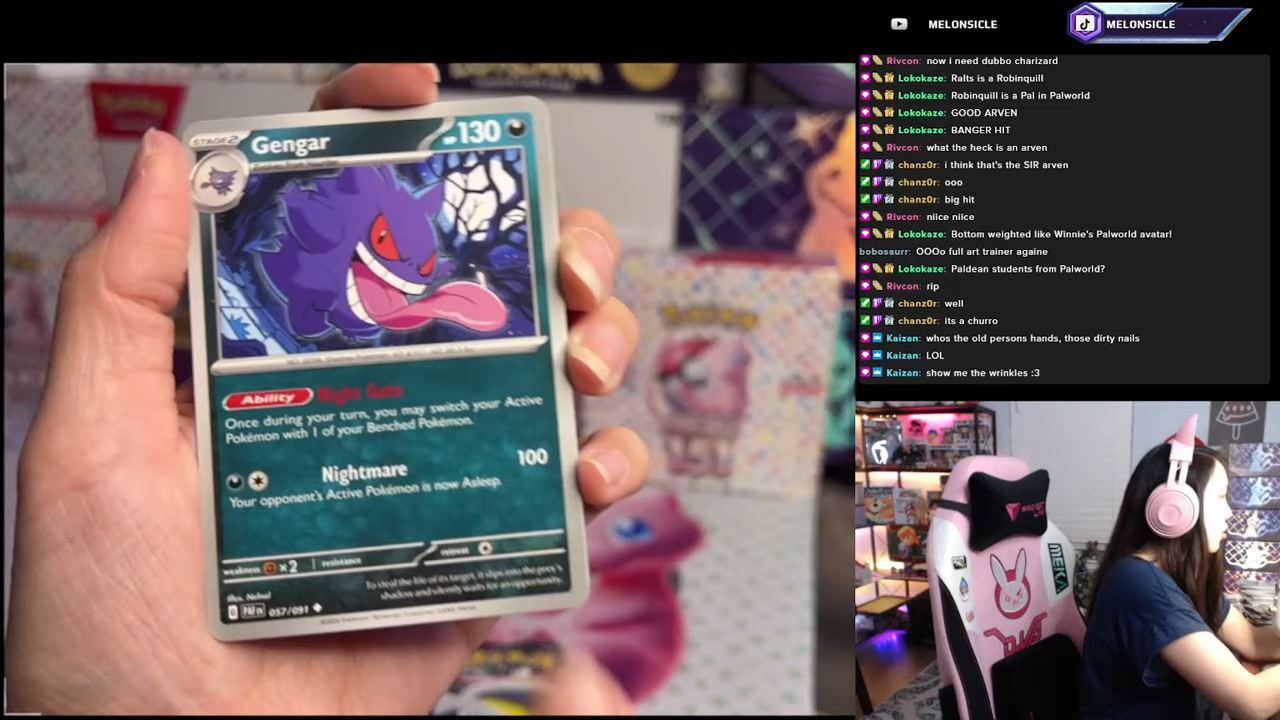 MELONSICLE
MELONSICLE
STAGE2
Gengar
HP 130
Ability Night Gate
Once during your turn, you may switch your Active
Pokémon with 1 of your Benched Pokémon.
Nightmare 100
Your opponent's Active Pokémon is now Asleep.
weakness ×2 resistance retreat
To steal the life of its target, it slips into the prey's
shadow and silently waits for an opportunity.
Illus. Nobel
G PAF EN 057/091
Rivcon: now i need dubbo charizard
Lokokaze: Ralts is a Robinquill
Lokokaze: Robinquill is a Pal in Palworld
Lokokaze: GOOD ARVEN
Lokokaze: BANGER HIT
Rivcon: what the heck is an arven
chanz0r: i think that's the SIR arven
chanz0r: ooo
chanz0r: big hit
Rivcon: niice niice
Lokokaze: Bottom weighted like Winnie's Palworld avatar!
bobosaurr: OOOo full art trainer againe
Lokokaze: Paldean students from Palworld?
Rivcon: rip
chanz0r: well
chanz0r: its a churro
Kaizan: whos the old persons hands, those dirty nails
Kaizan: LOL
Kaizan: show me the wrinkles :3
MEKA